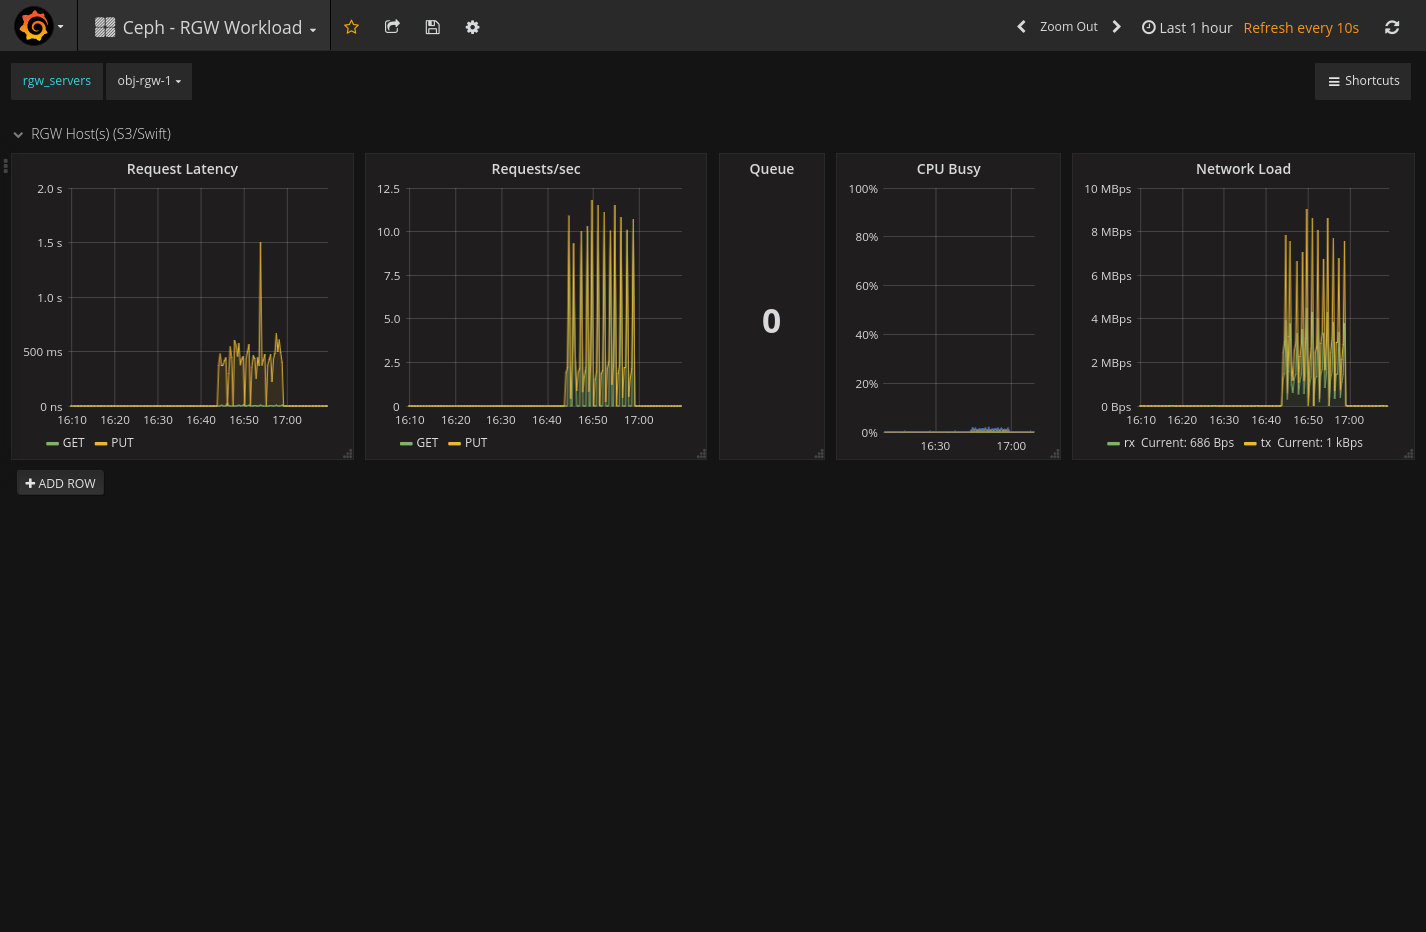 Ceph - RGW Workload
Zoom Out
Last 1 hour
Refresh every 10s
rgw_servers
obj-rgw-1
Shortcuts
RGW Host(s) (S3/Swift)
Request Latency
2.0 s
1.5 s
1.0 s
500 ms
0 ns
16:10 16:20 16:30 16:40 16:50 17:00
GET PUT
Requests/sec
12.5
10.0
7.5
5.0
2.5
0
16:10 16:20 16:30 16:40 16:50 17:00
GET PUT
Queue
0
CPU Busy
100%
80%
60%
40%
20%
0%
16:30 17:00
Network Load
10 MBps
8 MBps
6 MBps
4 MBps
2 MBps
0 Bps
16:10 16:20 16:30 16:40 16:50 17:00
rx Current: 686 Bps tx Current: 1 kBps
ADD ROW